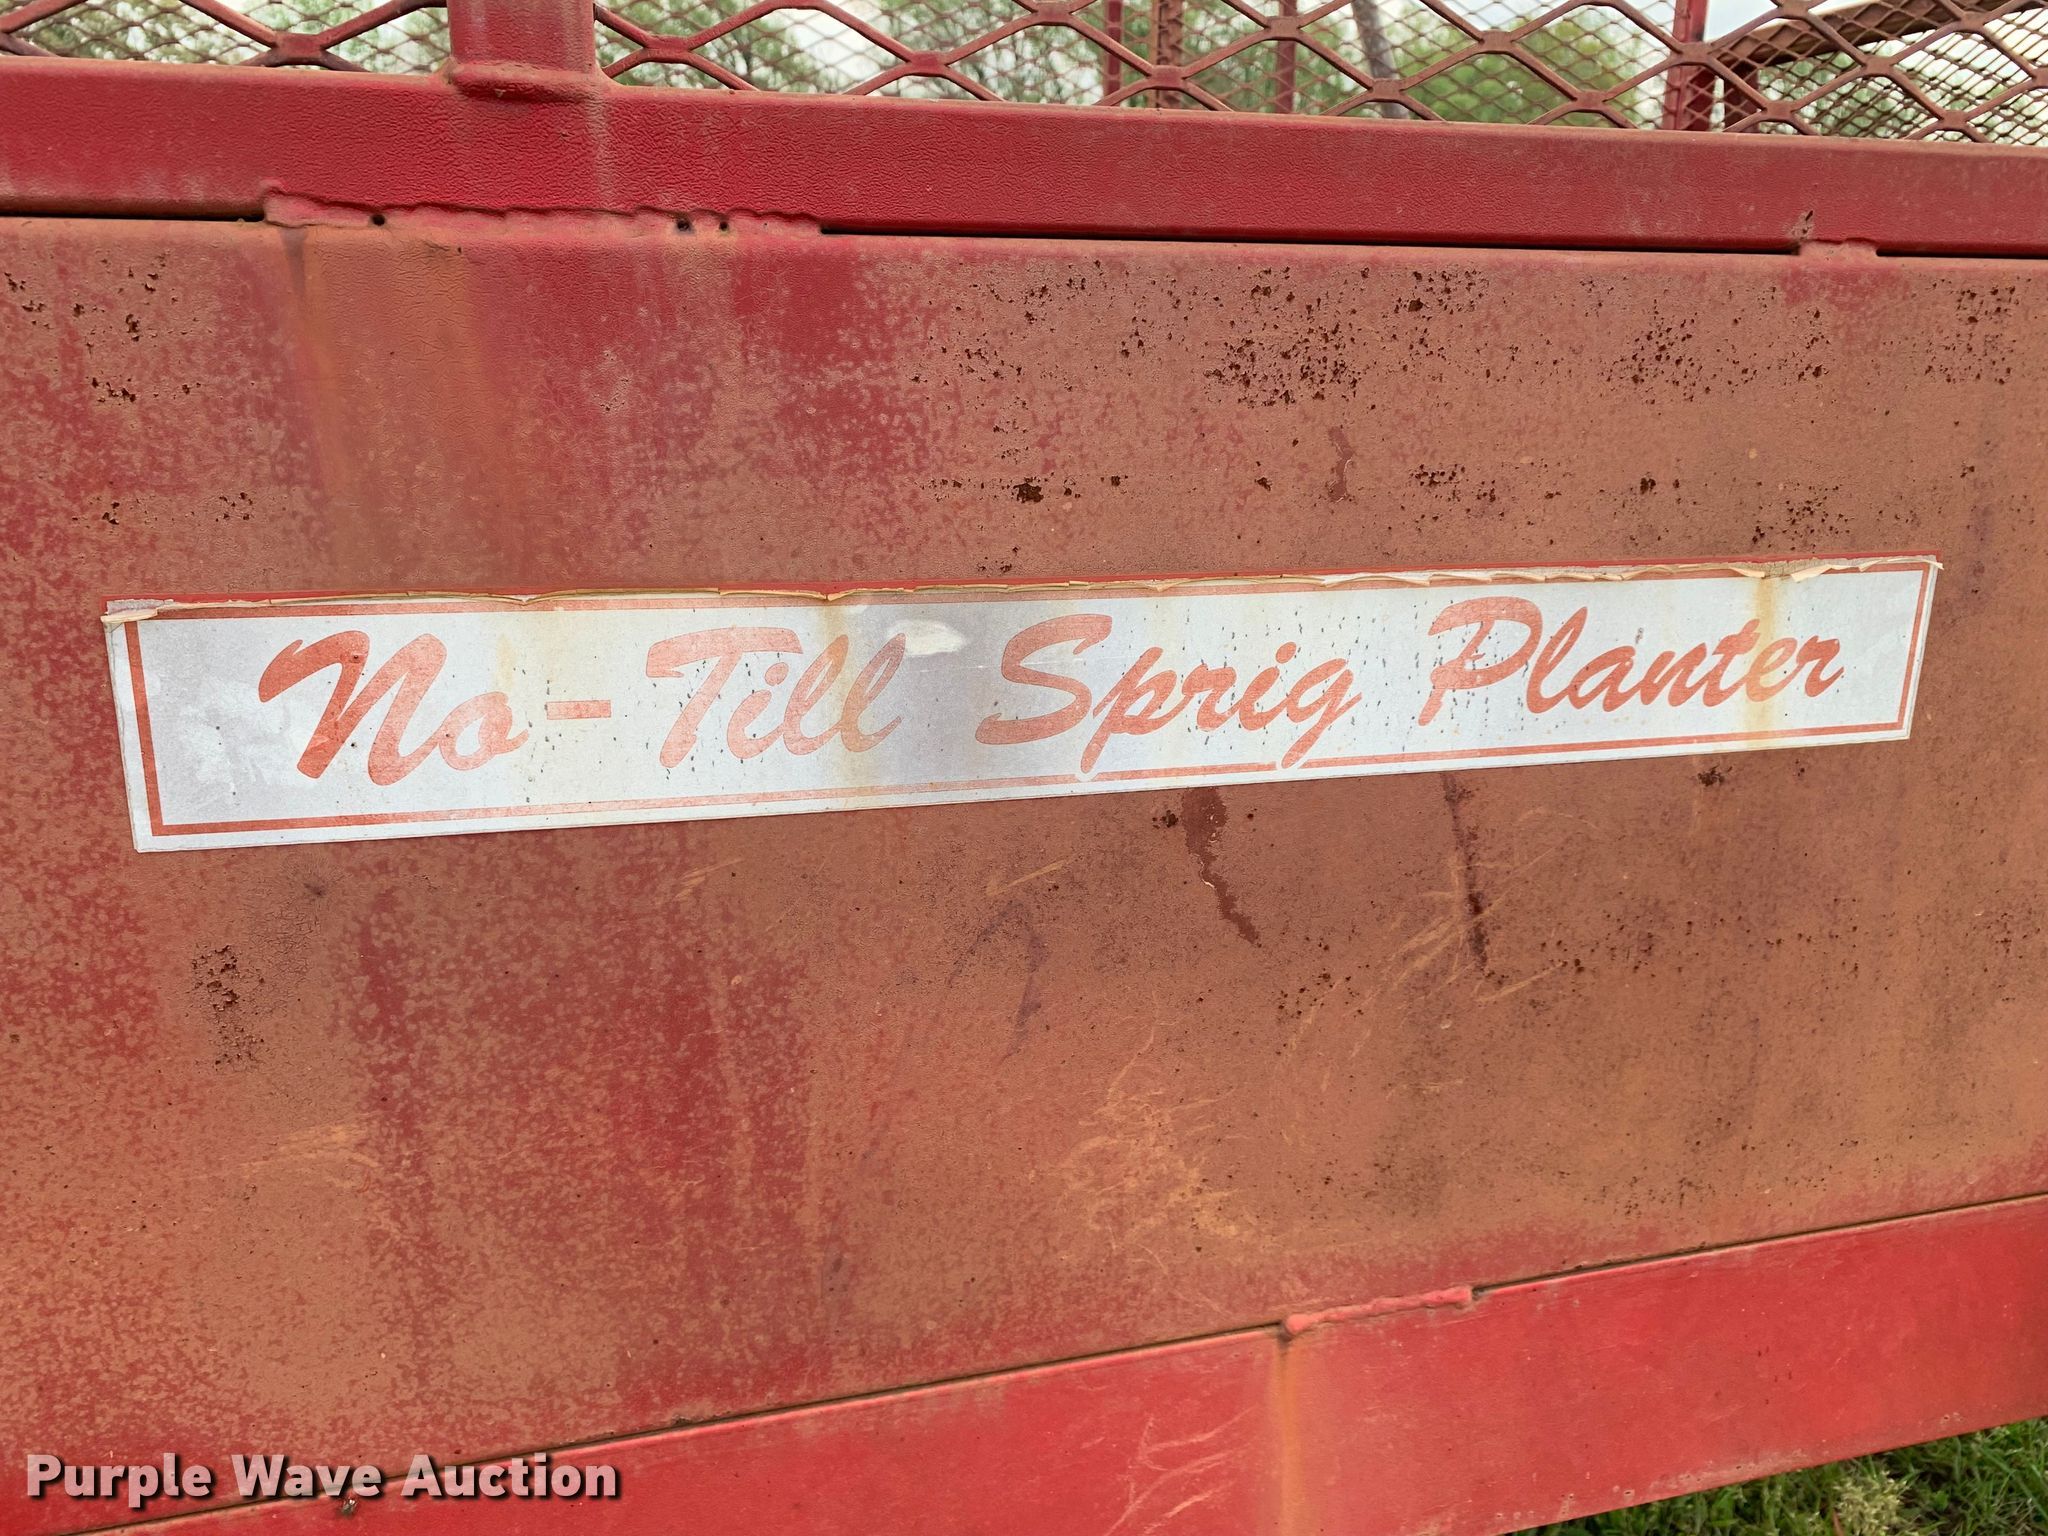 No-Till Sprig Planter
Purple Wave Auction